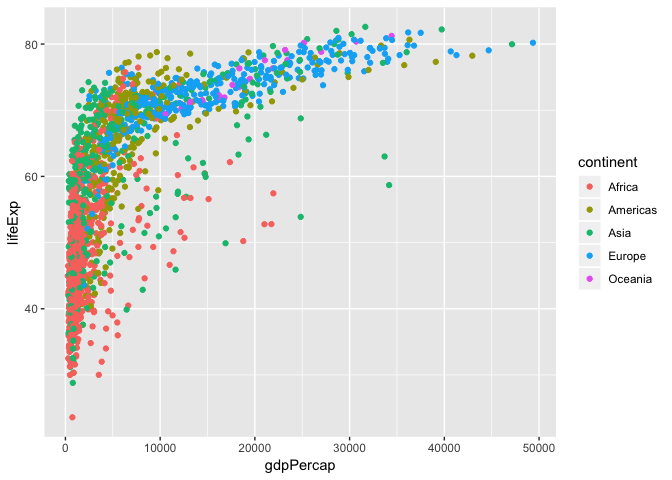 80
60
40
lifeExp
0 10000 20000 30000 40000 50000
gdpPercap
continent
Africa
Americas
Asia
Europe
Oceania